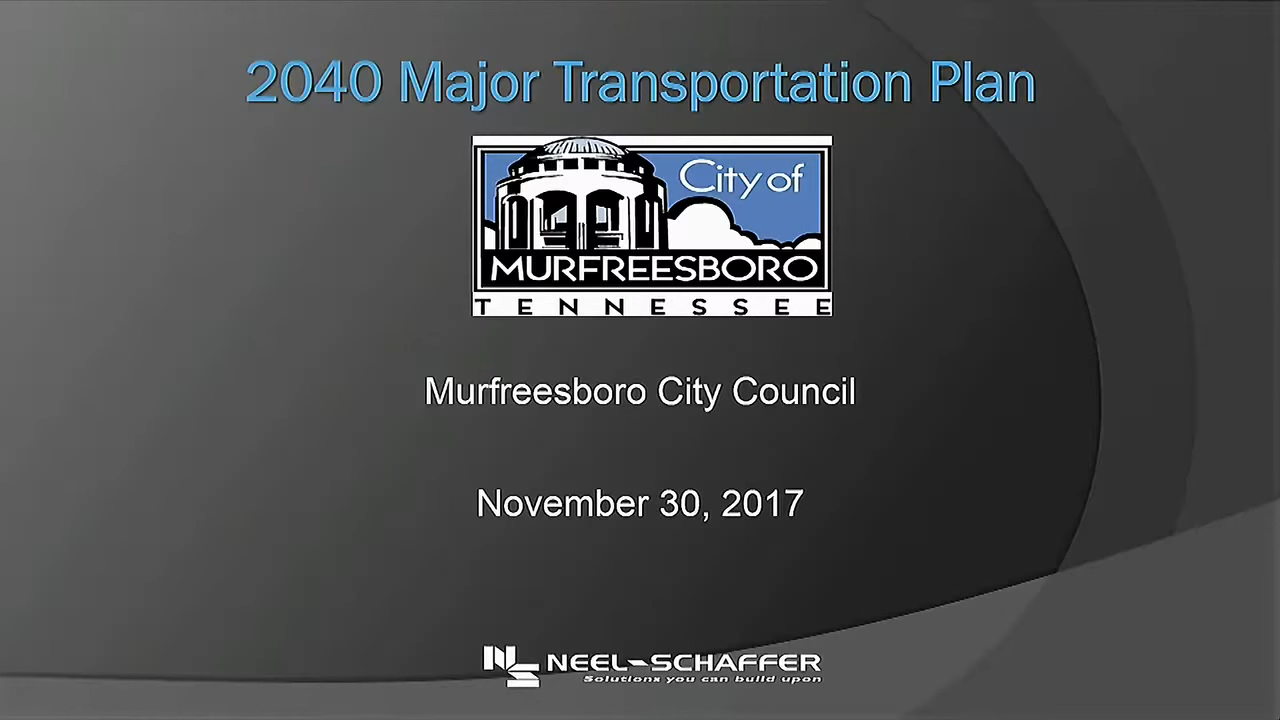 2040 Major Transportation Plan
City of
MURFREESBORO
TENNESSEE
Murfreesboro City Council
November 30, 2017
NS NEEL-SCHAFFER
Solutions you can build upon